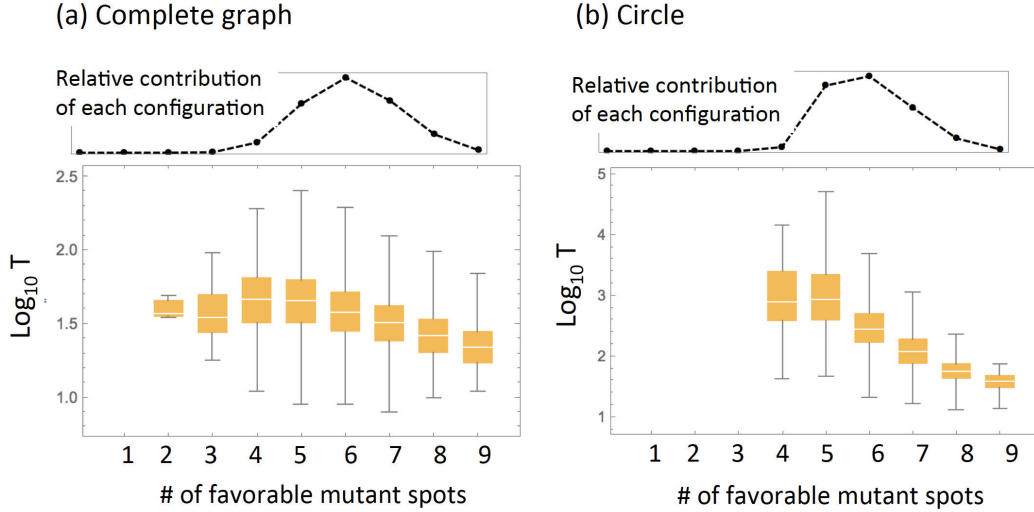 (a) Complete graph
Relative contribution
of each configuration
2.5
2.0
1.5
1.0
Log10 T
1 2 3 4 5 6 7 8 9
# of favorable mutant spots
(b) Circle
Relative contribution
of each configuration
5
4
3
2
1
Log10 T
1 2 3 4 5 6 7 8 9
# of favorable mutant spots